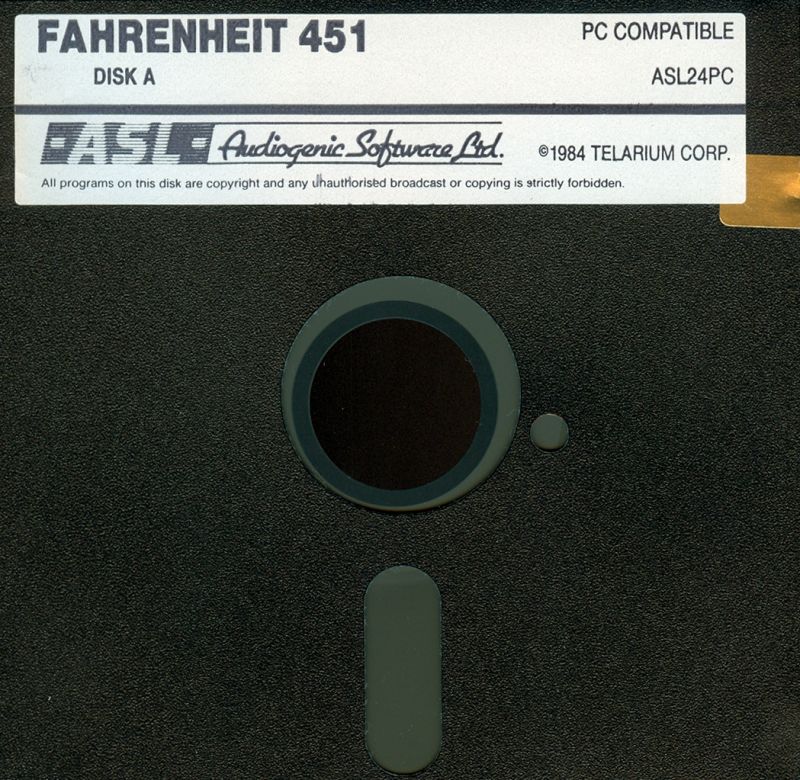 FAHRENHEIT 451
PC COMPATIBLE
DISK A
ASL24PC
ASL
Audiogenic Software Ltd.
©1984 TELARIUM CORP.
All programs on this disk are copyright and any unauthorised broadcast or copying is strictly forbidden.